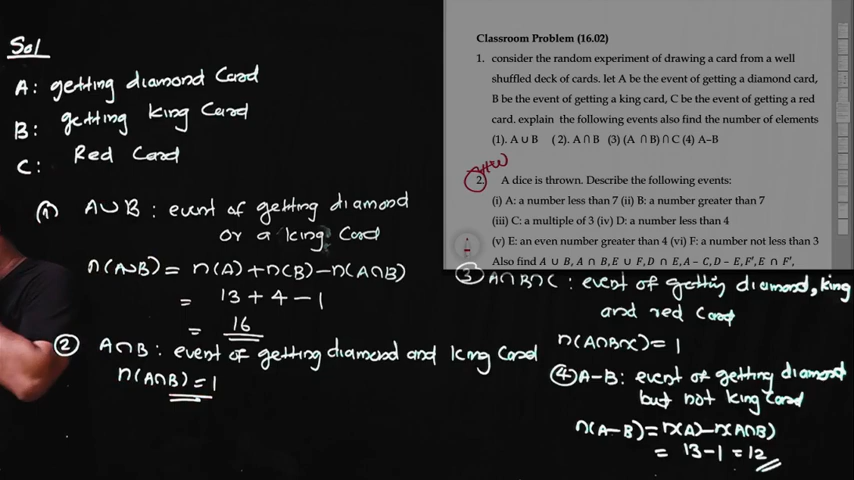 Sol
A: getting diamond Card
B: getting king Card
C: Red Card
(1) A∪B : event of getting diamond
or a king Card
n(A∪B) = n(A)+n(B)-n(A∩B)
= 13 + 4 - 1
= 16
② A∩B : event of getting diamond and king Card
n(A∩B) = 1
Classroom Problem (16.02)
1. consider the random experiment of drawing a card from a well
shuffled deck of cards. let A be the event of getting a diamond card,
B be the event of getting a king card, C be the event of getting a red
card. explain the following events also find the number of elements
(1). A ∪ B ( 2). A ∩ B (3) (A ∩ B) ∩ C (4) A–B
HW
2. A dice is thrown. Describe the following events:
(i) A: a number less than 7 (ii) B: a number greater than 7
(iii) C: a multiple of 3 (iv) D: a number less than 4
(v) E: an even number greater than 4 (vi) F: a number not less than 3
Also find A ∪ B, A ∩ B, E ∪ F, D ∩ E, A – C, D – E, F′, E ∩ F′,
③ A∩B∩C : event of getting diamond, king
and red Card
n(A∩B∩C) = 1
④ A-B: event of getting diamond
but not king Card
n(A-B) = n(A)-n(A∩B)
= 13-1 = 12